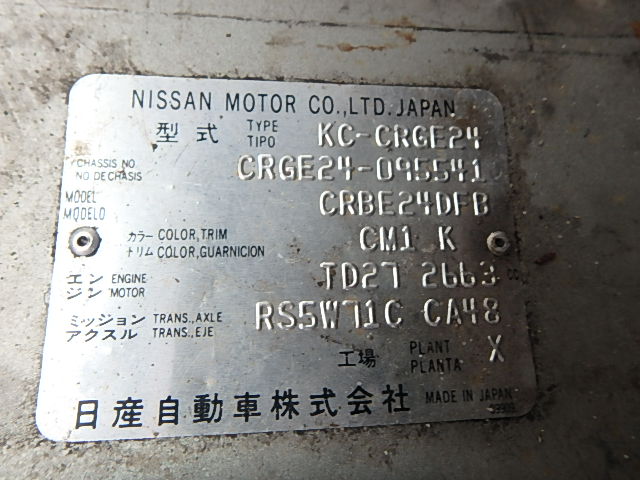 NISSAN MOTOR CO.,LTD. JAPAN
型式 TYPE TIPO KC-CRGE24
CHASSIS NO. NO DE CHASIS CRGE24-095541
MODEL MODELO CRBE24DFB
カラー COLOR,TRIM トリム COLOR,GUARNICION CM1 K
エンジン ENGINE MOTOR TD27 2663 CC
ミッション TRANS.,AXLE アクスル TRANS.,EJE RS5W71C CA48
工場 PLANT PLANTA X
日産自動車株式会社 MADE IN JAPAN